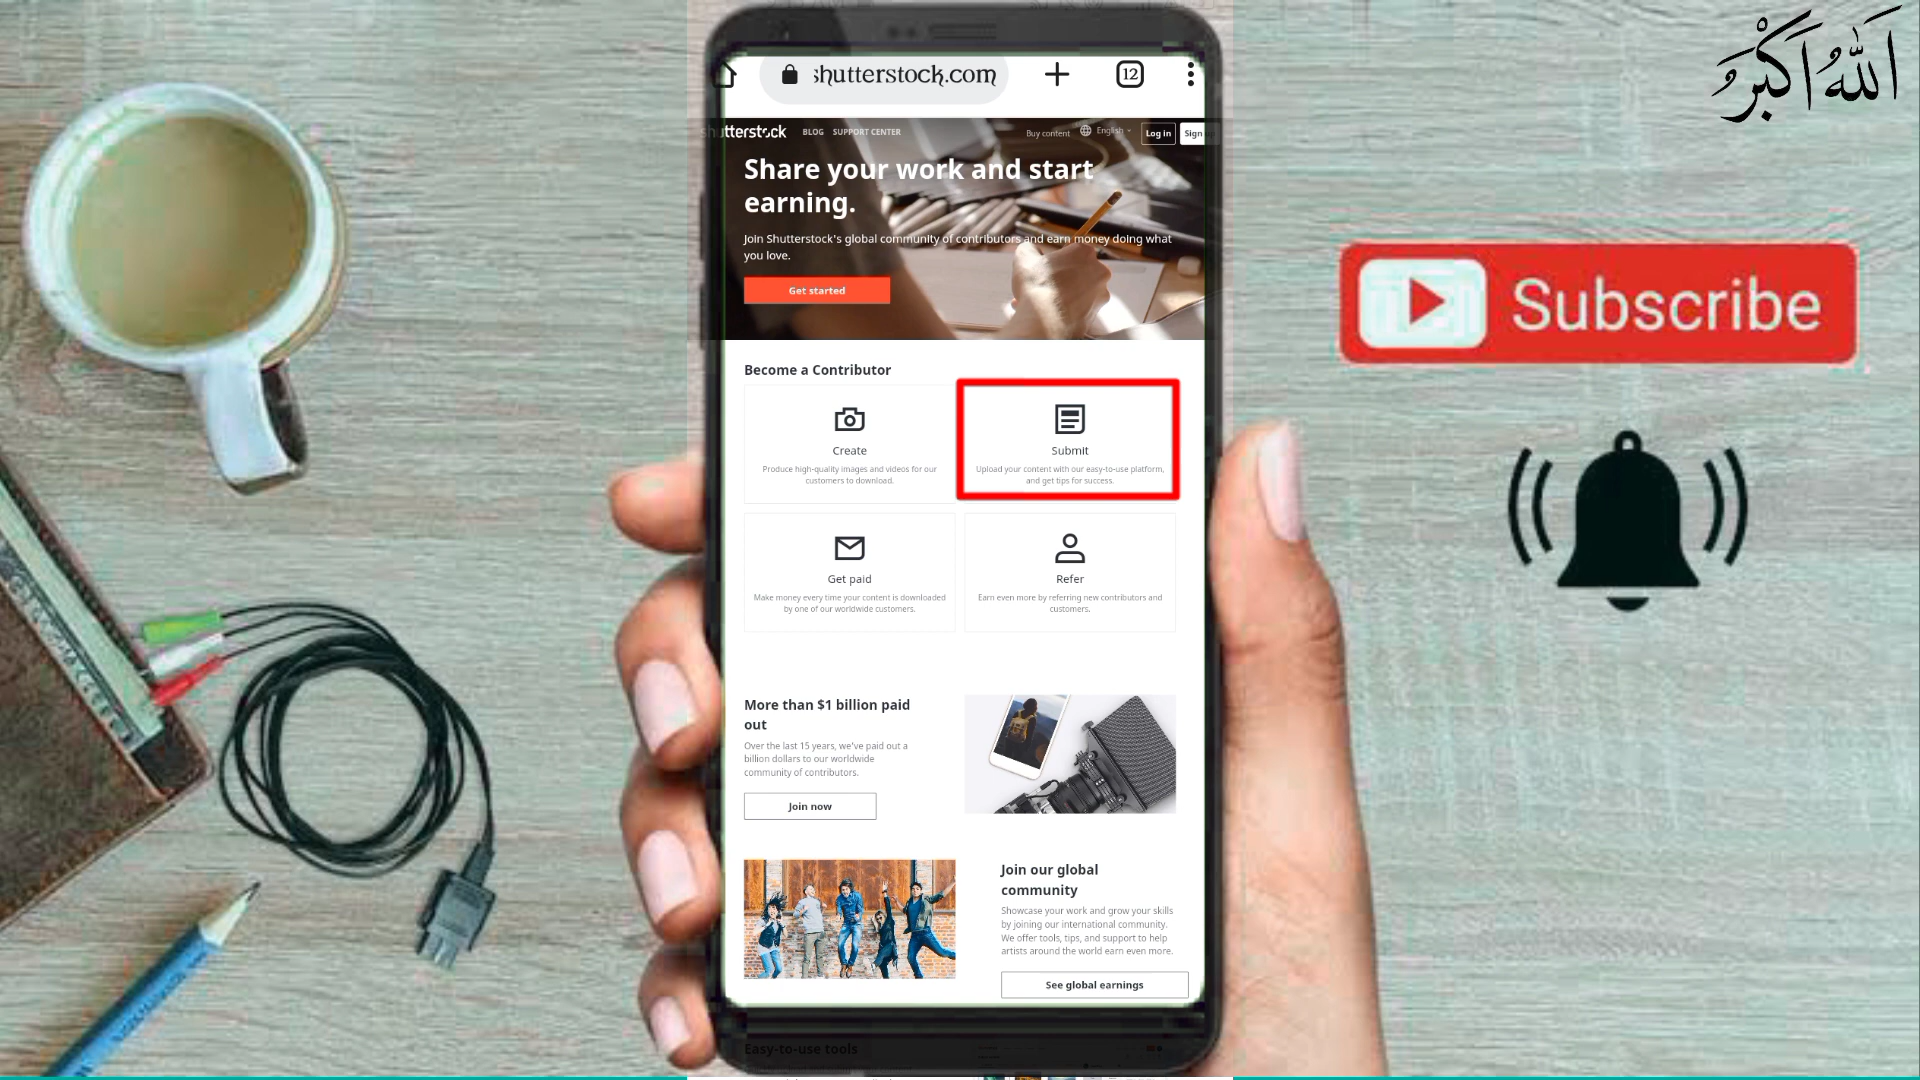 الله أكبر
shutterstock.com
12
shutterstock
BLOG
SUPPORT CENTER
Buy content
English
Log in
Sign
Share your work and start
earning.
Join Shutterstock's global community of contributors and earn money doing what
you love.
Get started
Become a Contributor
Create
Produce high-quality images and videos for our
customers to download.
Submit
Upload your content with our easy-to-use platform,
and get tips for success.
Get paid
Make money every time your content is downloaded
by one of our worldwide customers.
Refer
Earn even more by referring new contributors and
customers.
More than $1 billion paid
out
Over the last 15 years, we've paid out a
billion dollars to our worldwide
community of contributors.
Join now
Join our global
community
Showcase your work and grow your skills
by joining our international community.
We offer tools, tips, and support to help
artists around the world earn even more.
See global earnings
Easy-to-use tools
Subscribe